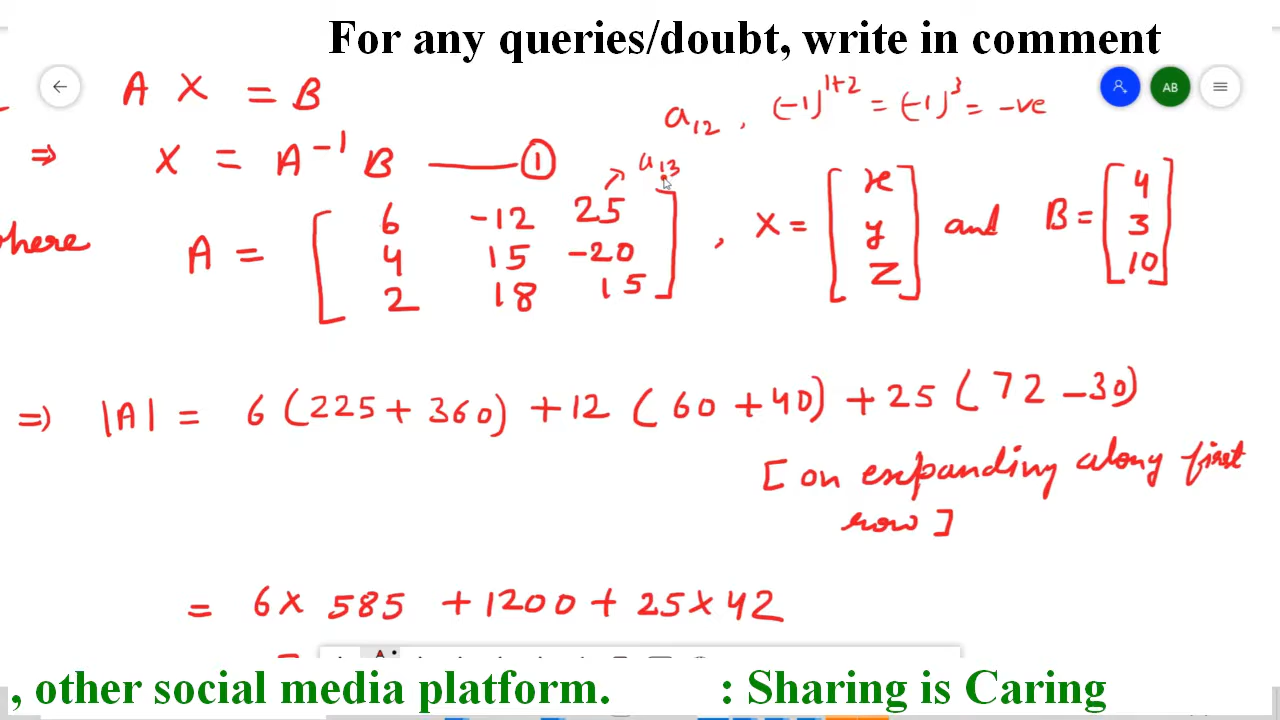 For any queries/doubt, write in comment
A X = B
a12 , (-1)^1+2 = (-1)^3 = -ve
AB
⇒ X = A^-1 B —— ①
a13
where A = [ 6 -12 25
4 15 -20
2 18 15 ] , X = [ x
y
z ] and B = [ 4
3
10 ]
⇒) |A| = 6 (225 + 360) + 12 (60 + 40) + 25 (72 - 30)
[ on expanding along first
row ]
= 6 × 585 + 1200 + 25 × 42
, other social media platform. : Sharing is Caring